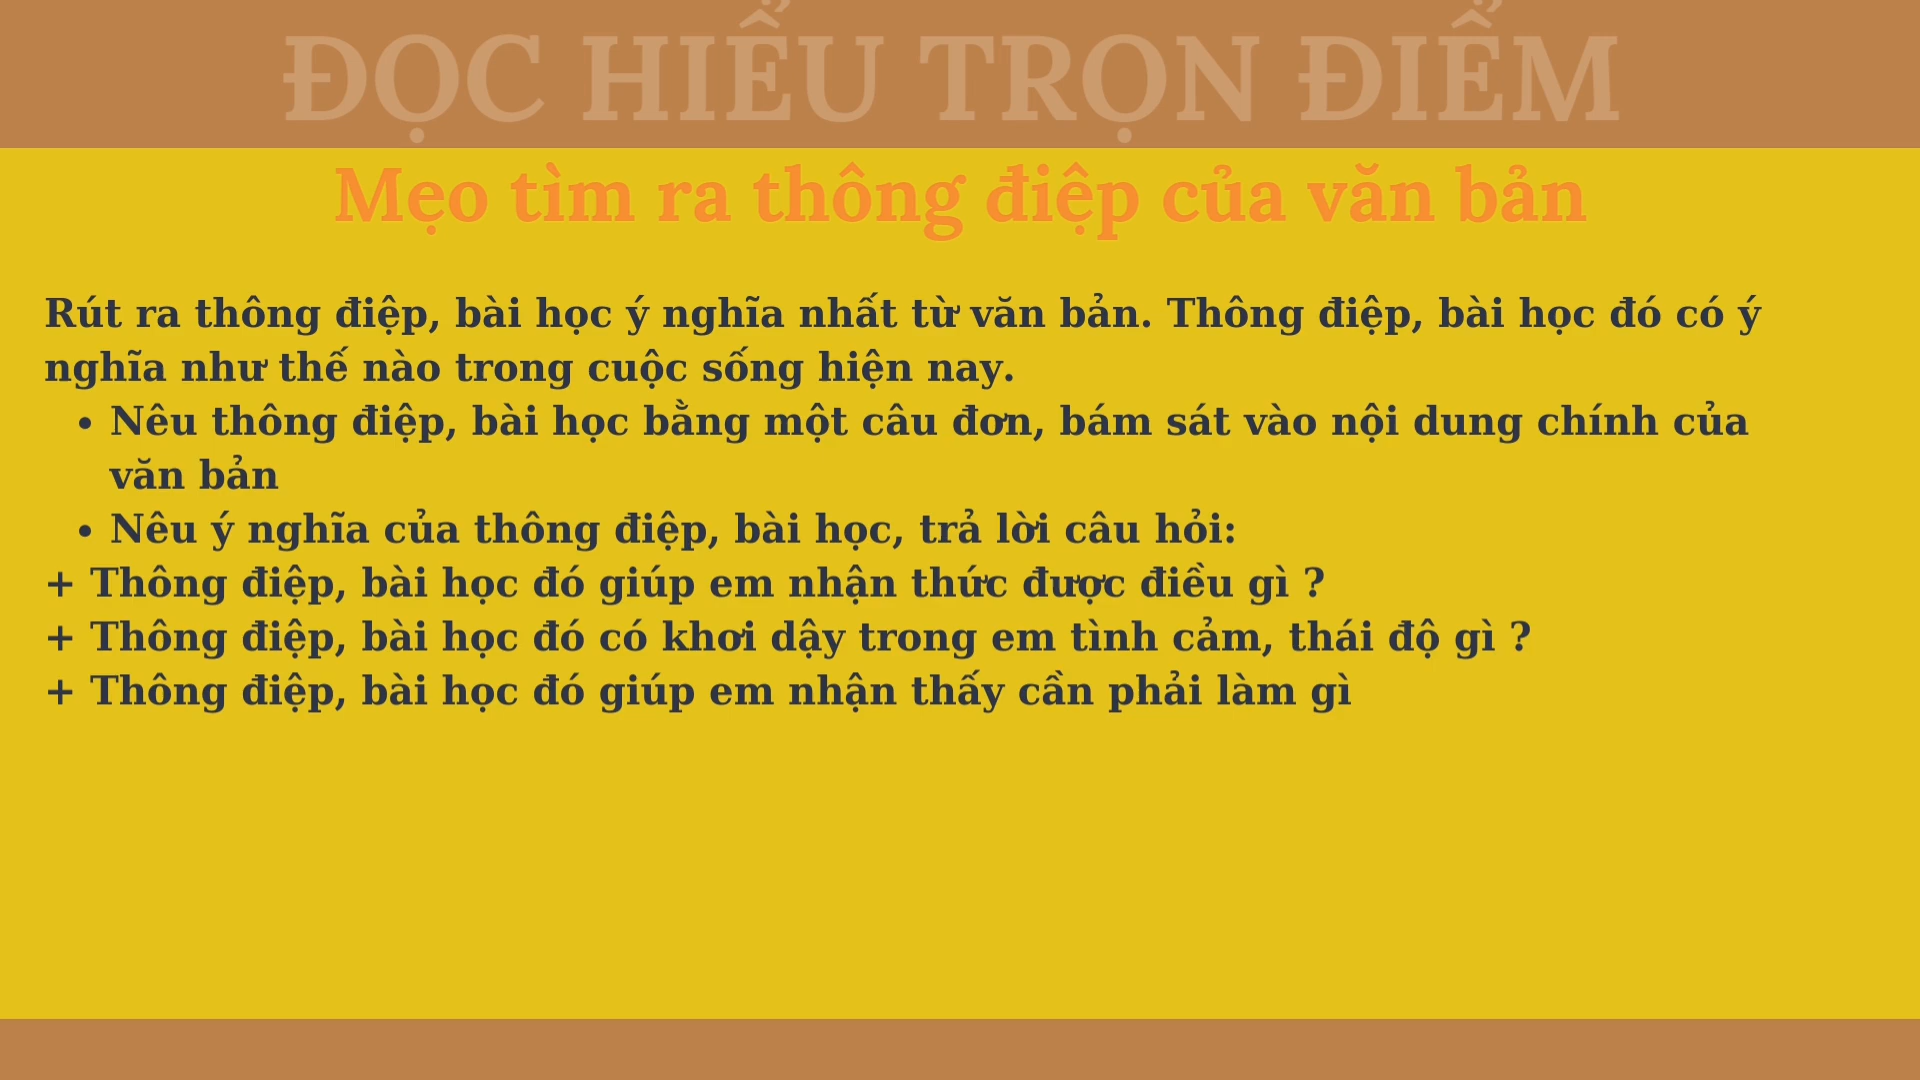 ĐỌC HIỂU TRỌN ĐIỂM
Mẹo tìm ra thông điệp của văn bản
Rút ra thông điệp, bài học ý nghĩa nhất từ văn bản. Thông điệp, bài học đó có ý
nghĩa như thế nào trong cuộc sống hiện nay.
• Nêu thông điệp, bài học bằng một câu đơn, bám sát vào nội dung chính của
văn bản
• Nêu ý nghĩa của thông điệp, bài học, trả lời câu hỏi:
+ Thông điệp, bài học đó giúp em nhận thức được điều gì ?
+ Thông điệp, bài học đó có khơi dậy trong em tình cảm, thái độ gì ?
+ Thông điệp, bài học đó giúp em nhận thấy cần phải làm gì